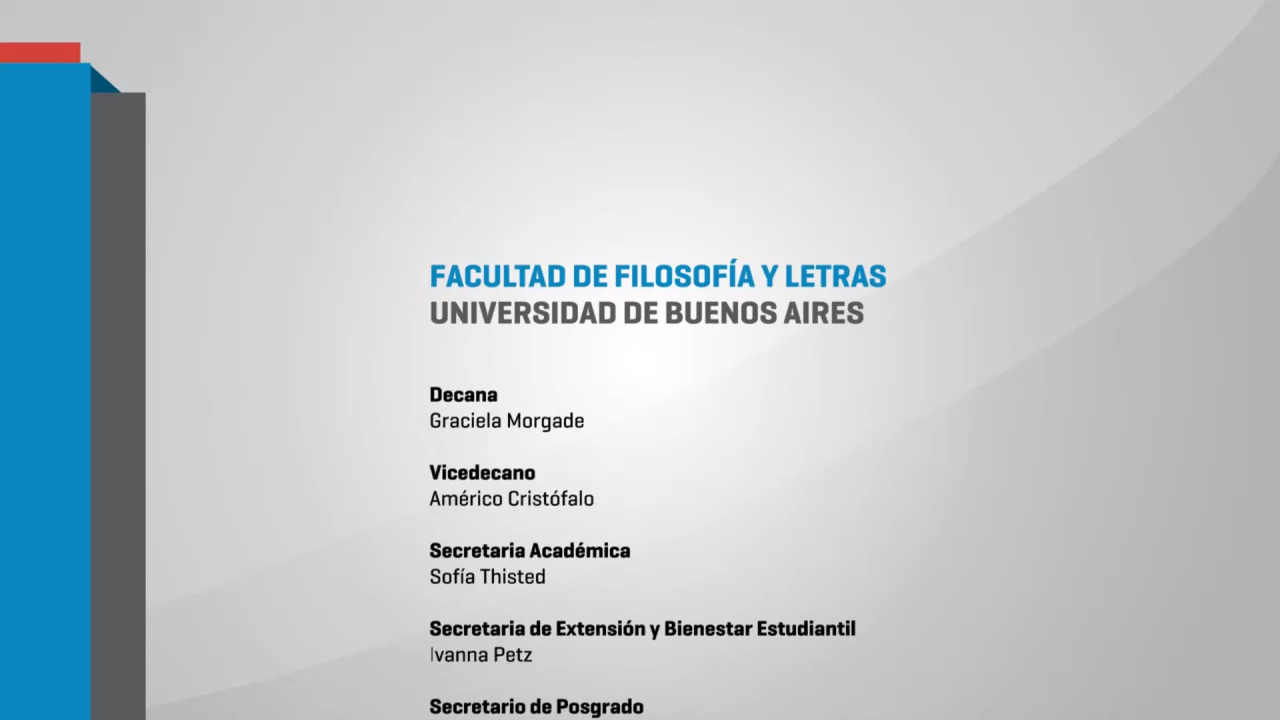 FACULTAD DE FILOSOFÍA Y LETRAS
UNIVERSIDAD DE BUENOS AIRES
Decana
Graciela Morgade
Vicedecano
Américo Cristófalo
Secretaria Académica
Sofía Thisted
Secretaria de Extensión y Bienestar Estudiantil
Ivanna Petz
Secretario de Posgrado